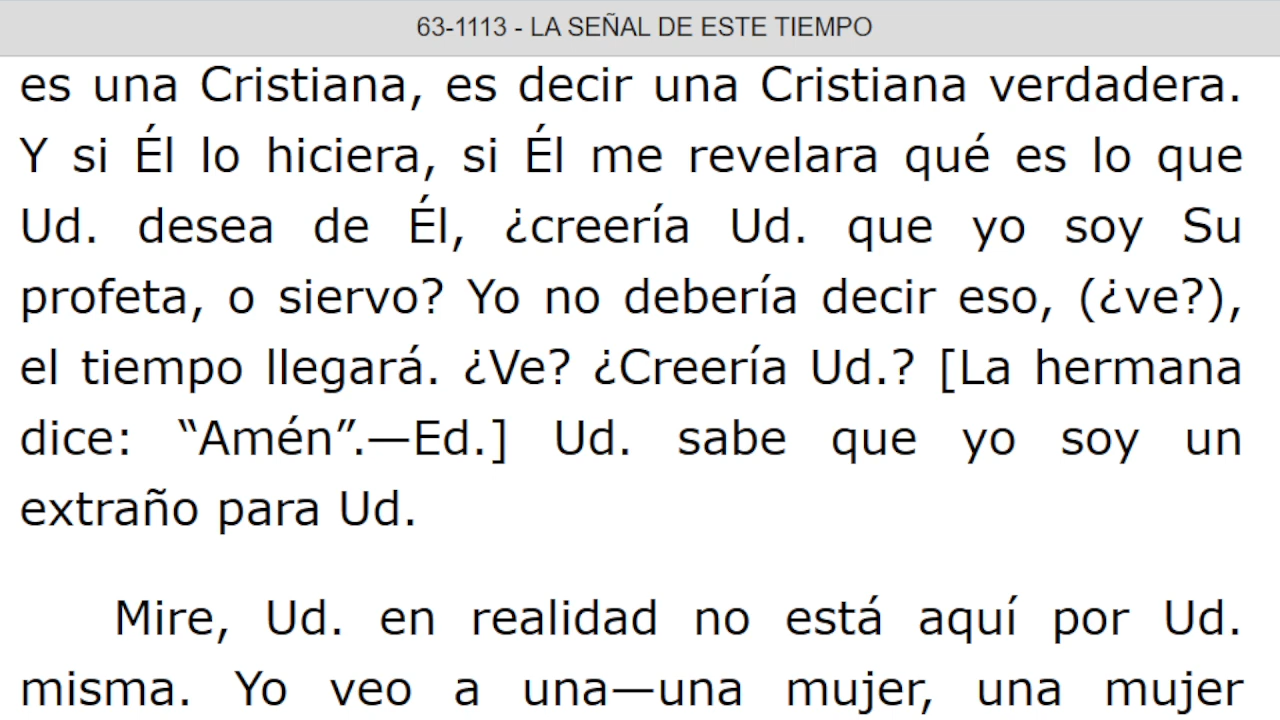 63-1113 - LA SEÑAL DE ESTE TIEMPO
es una Cristiana, es decir una Cristiana verdadera.
Y si Él lo hiciera, si Él me revelara qué es lo que
Ud. desea de Él, ¿creería Ud. que yo soy Su
profeta, o siervo? Yo no debería decir eso, (¿ve?),
el tiempo llegará. ¿Ve? ¿Creería Ud.? [La hermana
dice: “Amén”.—Ed.] Ud. sabe que yo soy un
extraño para Ud.
Mire, Ud. en realidad no está aquí por Ud.
misma. Yo veo a una—una mujer, una mujer